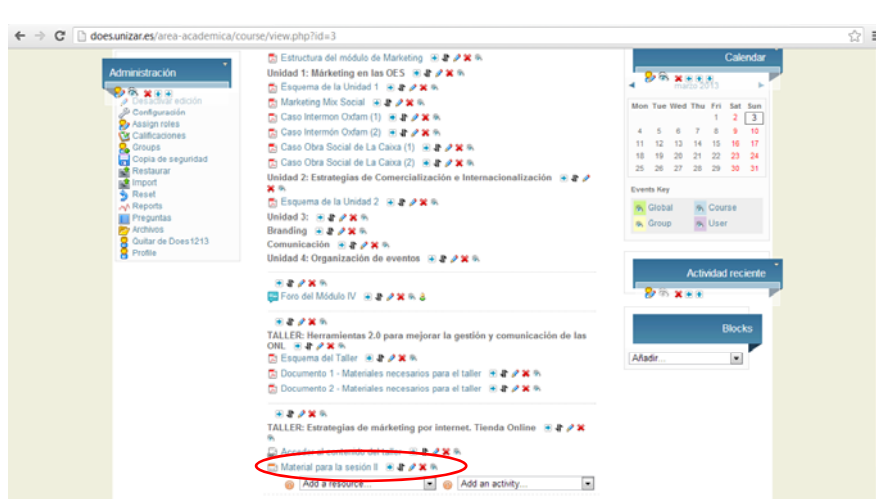 does.unizar.es/area-academica/course/view.php?id=3
Administración
Desactivar edición
Configuración
Assign roles
Calificaciones
Groups
Copia de seguridad
Restaurar
Import
Reset
Reports
Preguntas
Archivos
Quitar de Does1213
Profile
Estructura del módulo de Marketing
Unidad 1: Márketing en las OES
Esquema de la Unidad 1
Marketing Mix Social
Caso Intermon Oxfam (1)
Caso Intermón Oxfam (2)
Caso Obra Social de La Caixa (1)
Caso Obra Social de La Caixa (2)
Unidad 2: Estrategias de Comercialización e Internacionalización
Esquema de la Unidad 2
Unidad 3:
Branding
Comunicación
Unidad 4: Organización de eventos
Foro del Módulo IV
TALLER: Herramientas 2.0 para mejorar la gestión y comunicación de las
ONL
Esquema del Taller
Documento 1 - Materiales necesarios para el taller
Documento 2 - Materiales necesarios para el taller
TALLER: Estrategias de márketing por internet. Tienda Online
Acceder al contenido del taller
Material para la sesión II
Add a resource... Add an activity...
Calendar
marzo 2013
Mon Tue Wed Thu Fri Sat Sun
1 2 3
4 5 6 7 8 9 10
11 12 13 14 15 16 17
18 19 20 21 22 23 24
25 26 27 28 29 30 31
Events Key
Global Course
Group User
Actividad reciente
Blocks
Añadir...